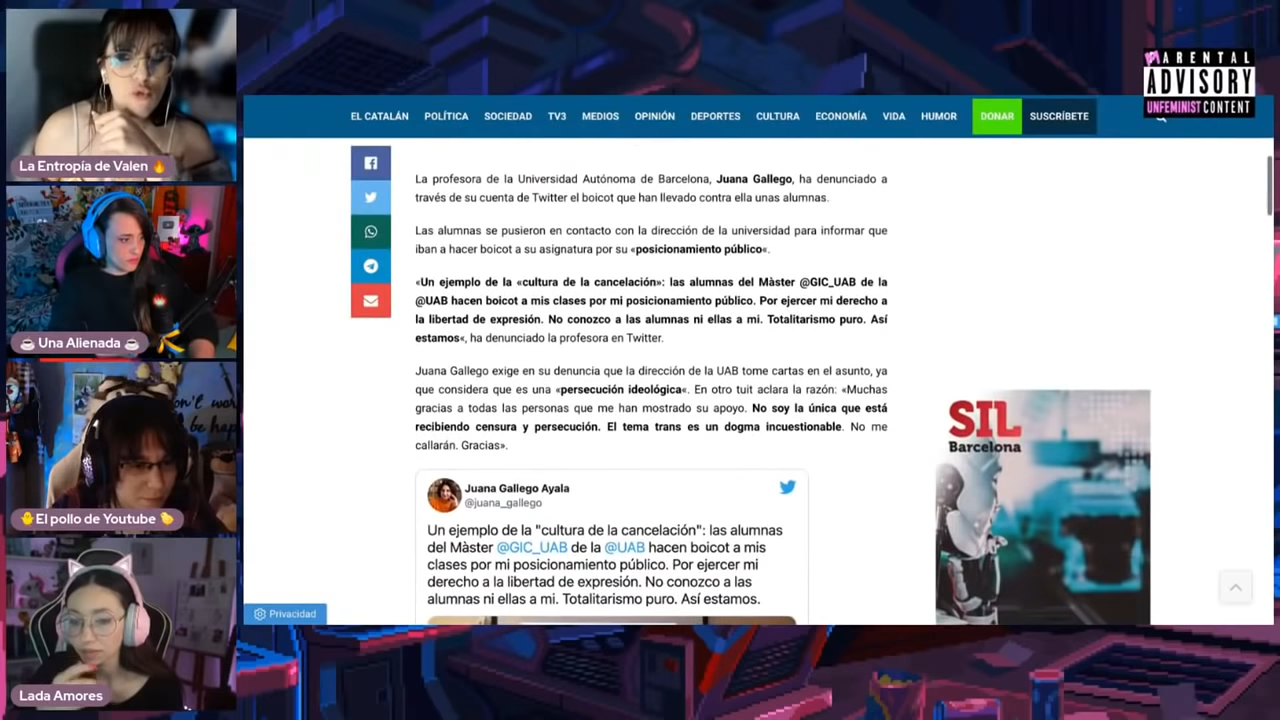 La Entropía de Valen 🔥
☕ Una Alienada ☕
🐥El pollo de Youtube 🐤
Lada Amores
PARENTAL
ADVISORY
UNFEMINIST CONTENT
EL CATALÁN POLÍTICA SOCIEDAD TV3 MEDIOS OPINIÓN DEPORTES CULTURA ECONOMÍA VIDA HUMOR DONAR SUSCRÍBETE
La profesora de la Universidad Autónoma de Barcelona, Juana Gallego, ha denunciado a
través de su cuenta de Twitter el boicot que han llevado contra ella unas alumnas.
Las alumnas se pusieron en contacto con la dirección de la universidad para informar que
iban a hacer boicot a su asignatura por su «posicionamiento público«.
«Un ejemplo de la «cultura de la cancelación»: las alumnas del Màster @GIC_UAB de la
@UAB hacen boicot a mis clases por mi posicionamiento público. Por ejercer mi derecho a
la libertad de expresión. No conozco a las alumnas ni ellas a mi. Totalitarismo puro. Así
estamos«, ha denunciado la profesora en Twitter.
Juana Gallego exige en su denuncia que la dirección de la UAB tome cartas en el asunto, ya
que considera que es una «persecución ideológica«. En otro tuit aclara la razón: «Muchas
gracias a todas las personas que me han mostrado su apoyo. No soy la única que está
recibiendo censura y persecución. El tema trans es un dogma incuestionable. No me
callarán. Gracias».
Juana Gallego Ayala
@juana_gallego
Un ejemplo de la "cultura de la cancelación": las alumnas
del Màster @GIC_UAB de la @UAB hacen boicot a mis
clases por mi posicionamiento público. Por ejercer mi
derecho a la libertad de expresión. No conozco a las
alumnas ni ellas a mi. Totalitarismo puro. Así estamos.
SIL
Barcelona
Privacidad